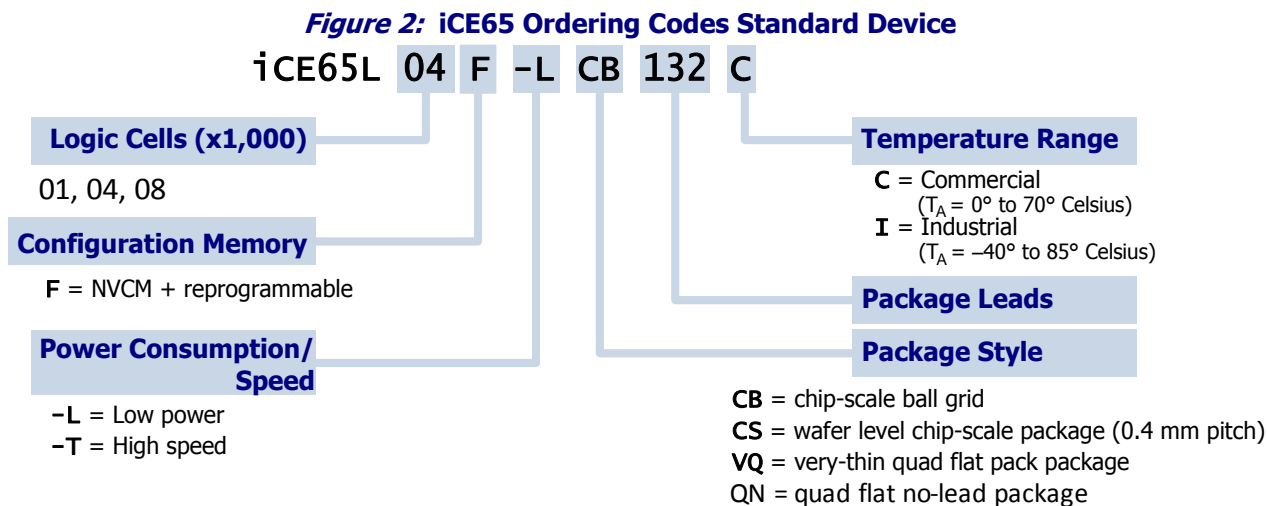 Figure 2: iCE65 Ordering Codes Standard Device
iCE65L 04 F -L CB 132 C
Logic Cells (x1,000)
01, 04, 08
Configuration Memory
F = NVCM + reprogrammable
Power Consumption/
Speed
-L = Low power
-T = High speed
Temperature Range
C = Commercial
(TA = 0° to 70° Celsius)
I = Industrial
(TA = –40° to 85° Celsius)
Package Leads
Package Style
CB = chip-scale ball grid
CS = wafer level chip-scale package (0.4 mm pitch)
VQ = very-thin quad flat pack package
QN = quad flat no-lead package